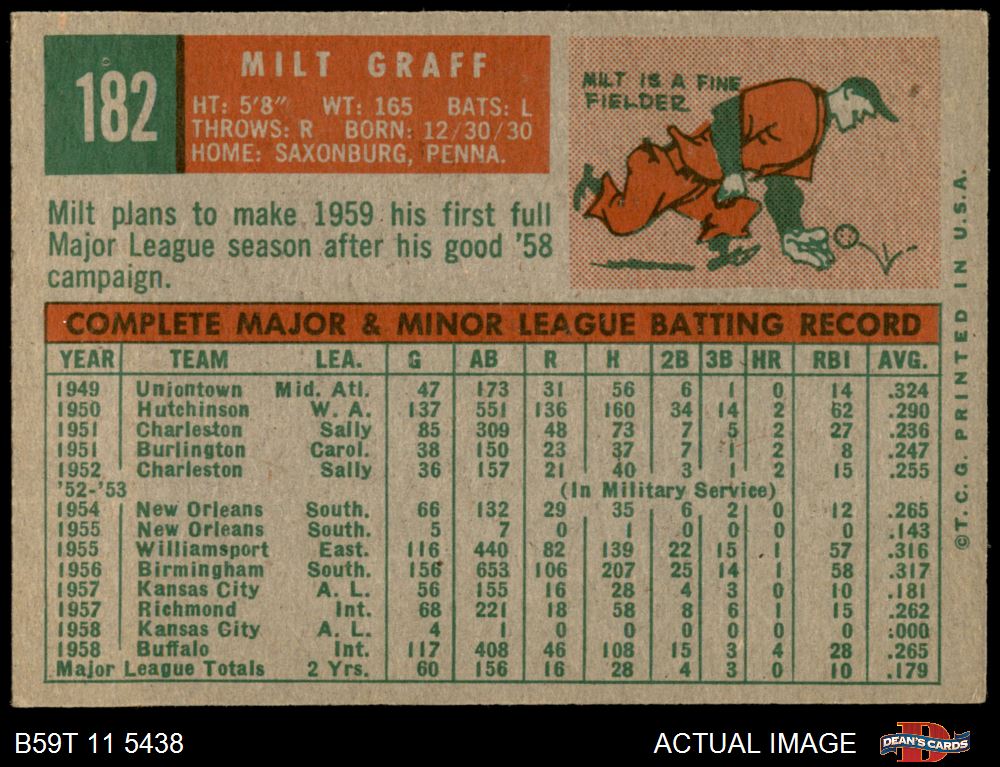 182
MILT GRAFF
HT: 5'8" WT: 165 BATS: L
THROWS: R BORN: 12/30/30
HOME: SAXONBURG, PENNA.
MILT IS A FINE
FIELDER
Milt plans to make 1959 his first full
Major League season after his good '58
campaign.
COMPLETE MAJOR & MINOR LEAGUE BATTING RECORD
YEAR TEAM LEA. G AB R H 2B 3B HR RBI AVG.
1949 Uniontown Mid. Atl. 47 173 31 56 6 1 0 14 .324
1950 Hutchinson W. A. 137 551 136 160 34 14 2 62 .290
1951 Charleston Sally 85 309 48 73 7 5 2 27 .236
1951 Burlington Carol. 38 150 23 37 7 1 2 8 .247
1952 Charleston Sally 36 157 21 40 3 1 2 15 .255
'52-'53 (In Military Service)
1954 New Orleans South. 66 132 29 35 6 2 0 12 .265
1955 New Orleans South. 5 7 0 1 0 0 0 0 .143
1955 Williamsport East. 116 440 82 139 22 15 1 57 .316
1956 Birmingham South. 156 653 106 207 25 14 1 58 .317
1957 Kansas City A. L. 56 155 16 28 4 3 0 10 .181
1957 Richmond Int. 68 221 18 58 8 6 1 15 .262
1958 Kansas City A. L. 4 1 0 0 0 0 0 0 .000
1958 Buffalo Int. 117 408 46 108 15 3 4 28 .265
Major League Totals 2 Yrs. 60 156 16 28 4 3 0 10 .179
©T.C.G. PRINTED IN U.S.A.
B59T 11 5438
ACTUAL IMAGE
D
DEAN'S CARDS